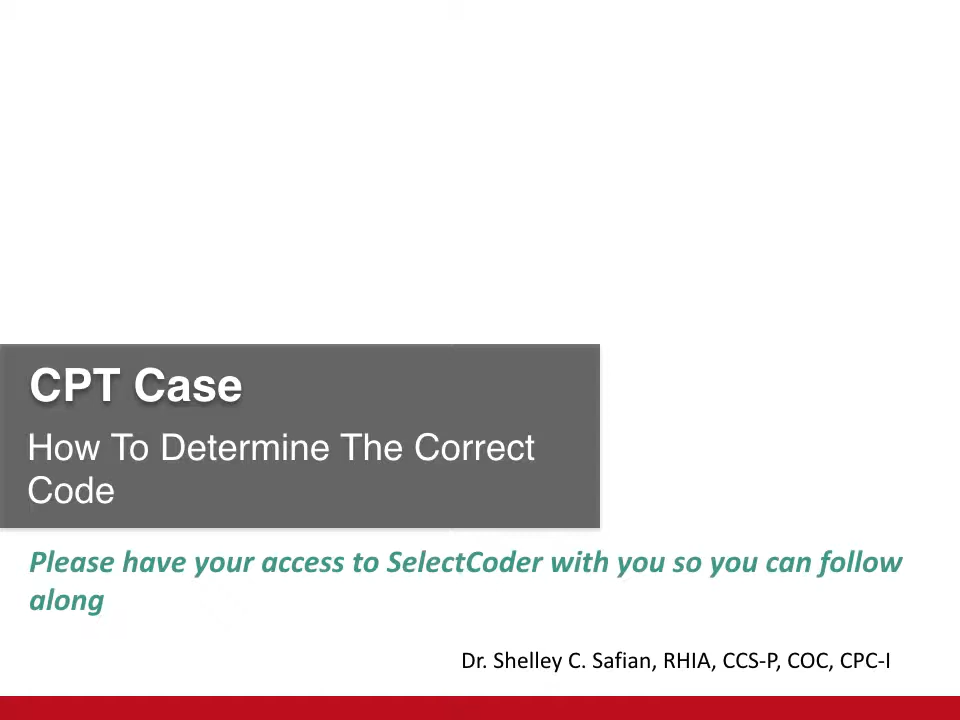 CPT Case
How To Determine The Correct
Code
Please have your access to SelectCoder with you so you can follow
along
Dr. Shelley C. Safian, RHIA, CCS-P, COC, CPC-I